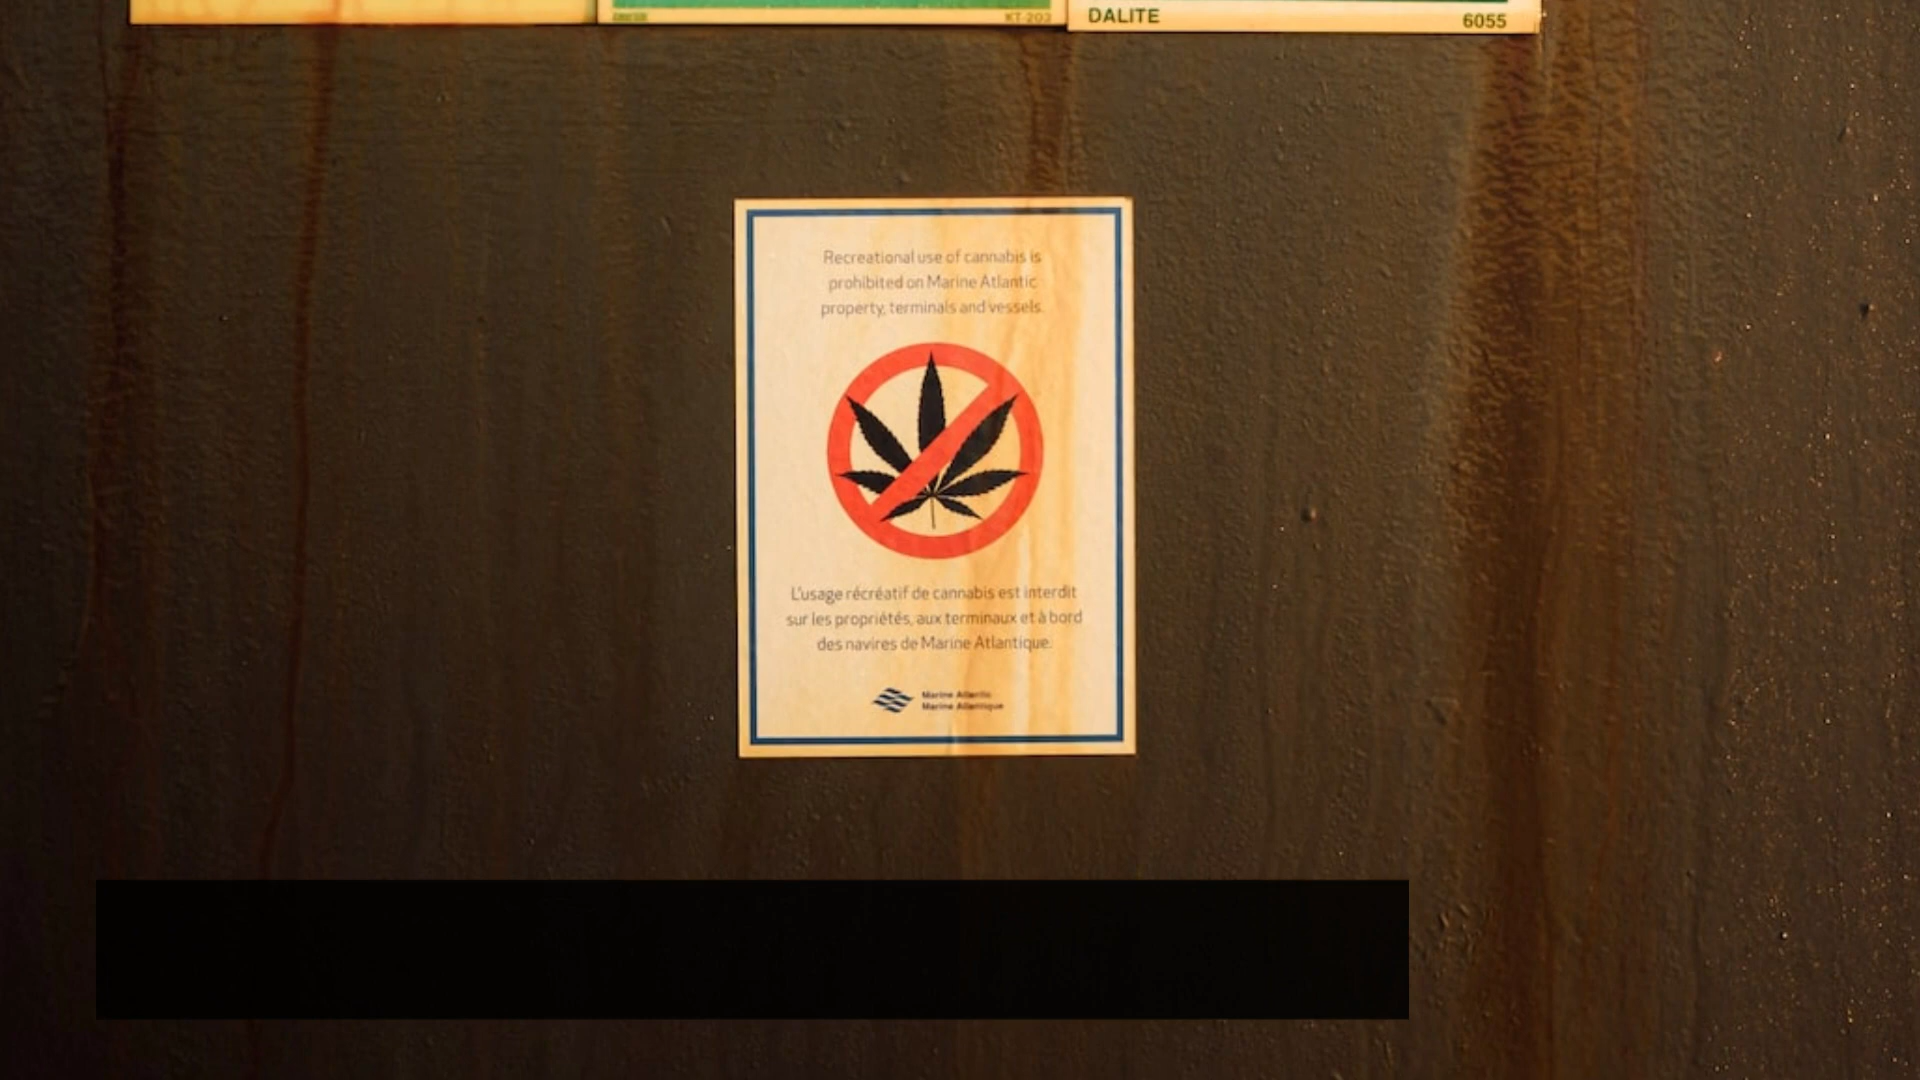 KT-203
DALITE
6055
Recreational use of cannabis is
prohibited on Marine Atlantic
property, terminals and vessels.
L'usage récréatif de cannabis est interdit
sur les propriétés, aux terminaux et à bord
des navires de Marine Atlantique.
Marine Atlantic
Marine Atlantique